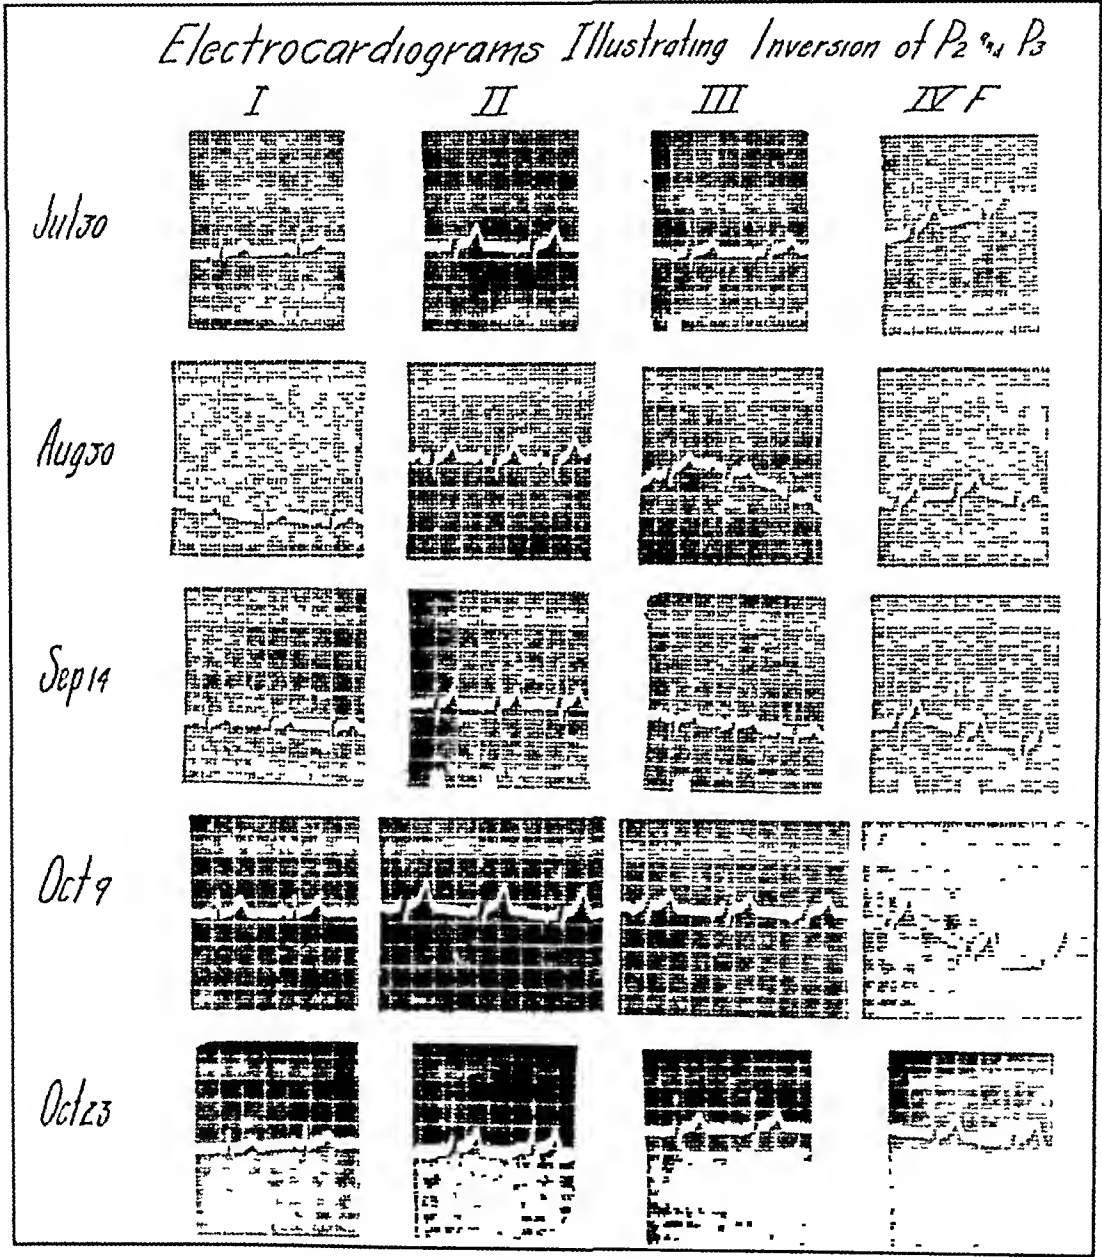 Electrocardiograms Illustrating Inversion of P2 and P3
I II III IV F
Jul 30
Aug 30
Sep 14
Oct 9
Oct 23